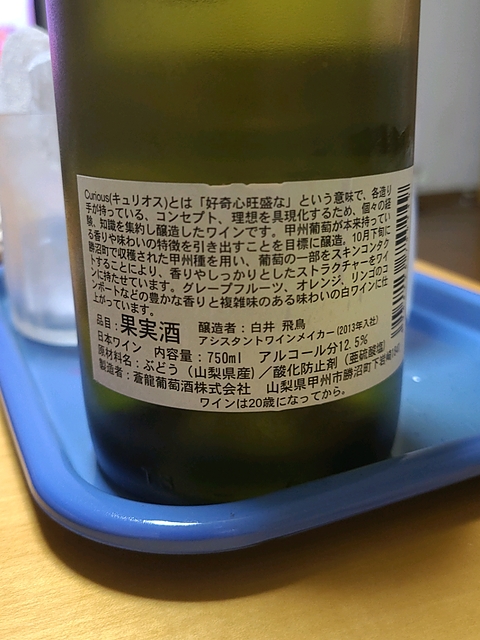 Curious(キュリオス)とは「好奇心旺盛な」という意味で、各造り
手が持っている、コンセプト、理想を具現化するため、個々の経
験、知識を集約し醸造したワインです。甲州葡萄が本来持ってい
る香りや味わいの特徴を引き出すことを目標に醸造。10月下旬に
勝沼町で収穫された甲州種を用い、葡萄の一部をスキンコンタク
トすることにより、香りやしっかりとしたストラクチャーをワイ
ンに持たせています。グレープフルーツ、オレンジ、リンゴのコ
ンポートなどの豊かな香りと複雑味のある味わいの白ワインに仕
上がっています。
品目：果実酒 醸造者：白井 飛鳥
アシスタントワインメイカー(2013年入社)
日本ワイン 内容量：750ml アルコール分12.5%
原材料名：ぶどう（山梨県産）／酸化防止剤（亜硫酸塩）
製造者：蒼龍葡萄酒株式会社 山梨県甲州市勝沼町下岩崎1841
ワインは20歳になってから。